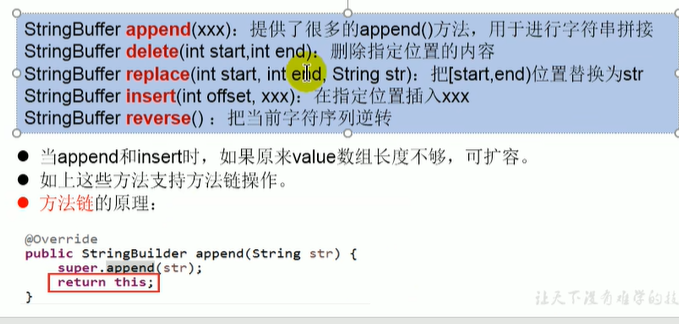 StringBuffer append(xxx)：提供了很多的append()方法，用于进行字符串拼接
StringBuffer delete(int start,int end)：删除指定位置的内容
StringBuffer replace(int start, int end, String str)：把[start,end)位置替换为str
StringBuffer insert(int offset, xxx)：在指定位置插入xxx
StringBuffer reverse() ：把当前字符序列逆转
当append和insert时，如果原来value数组长度不够，可扩容。
如上这些方法支持方法链操作。
方法链的原理：
@Override
public StringBuilder append(String str) {
super.append(str);
return this;
}
让天下没有难学的技